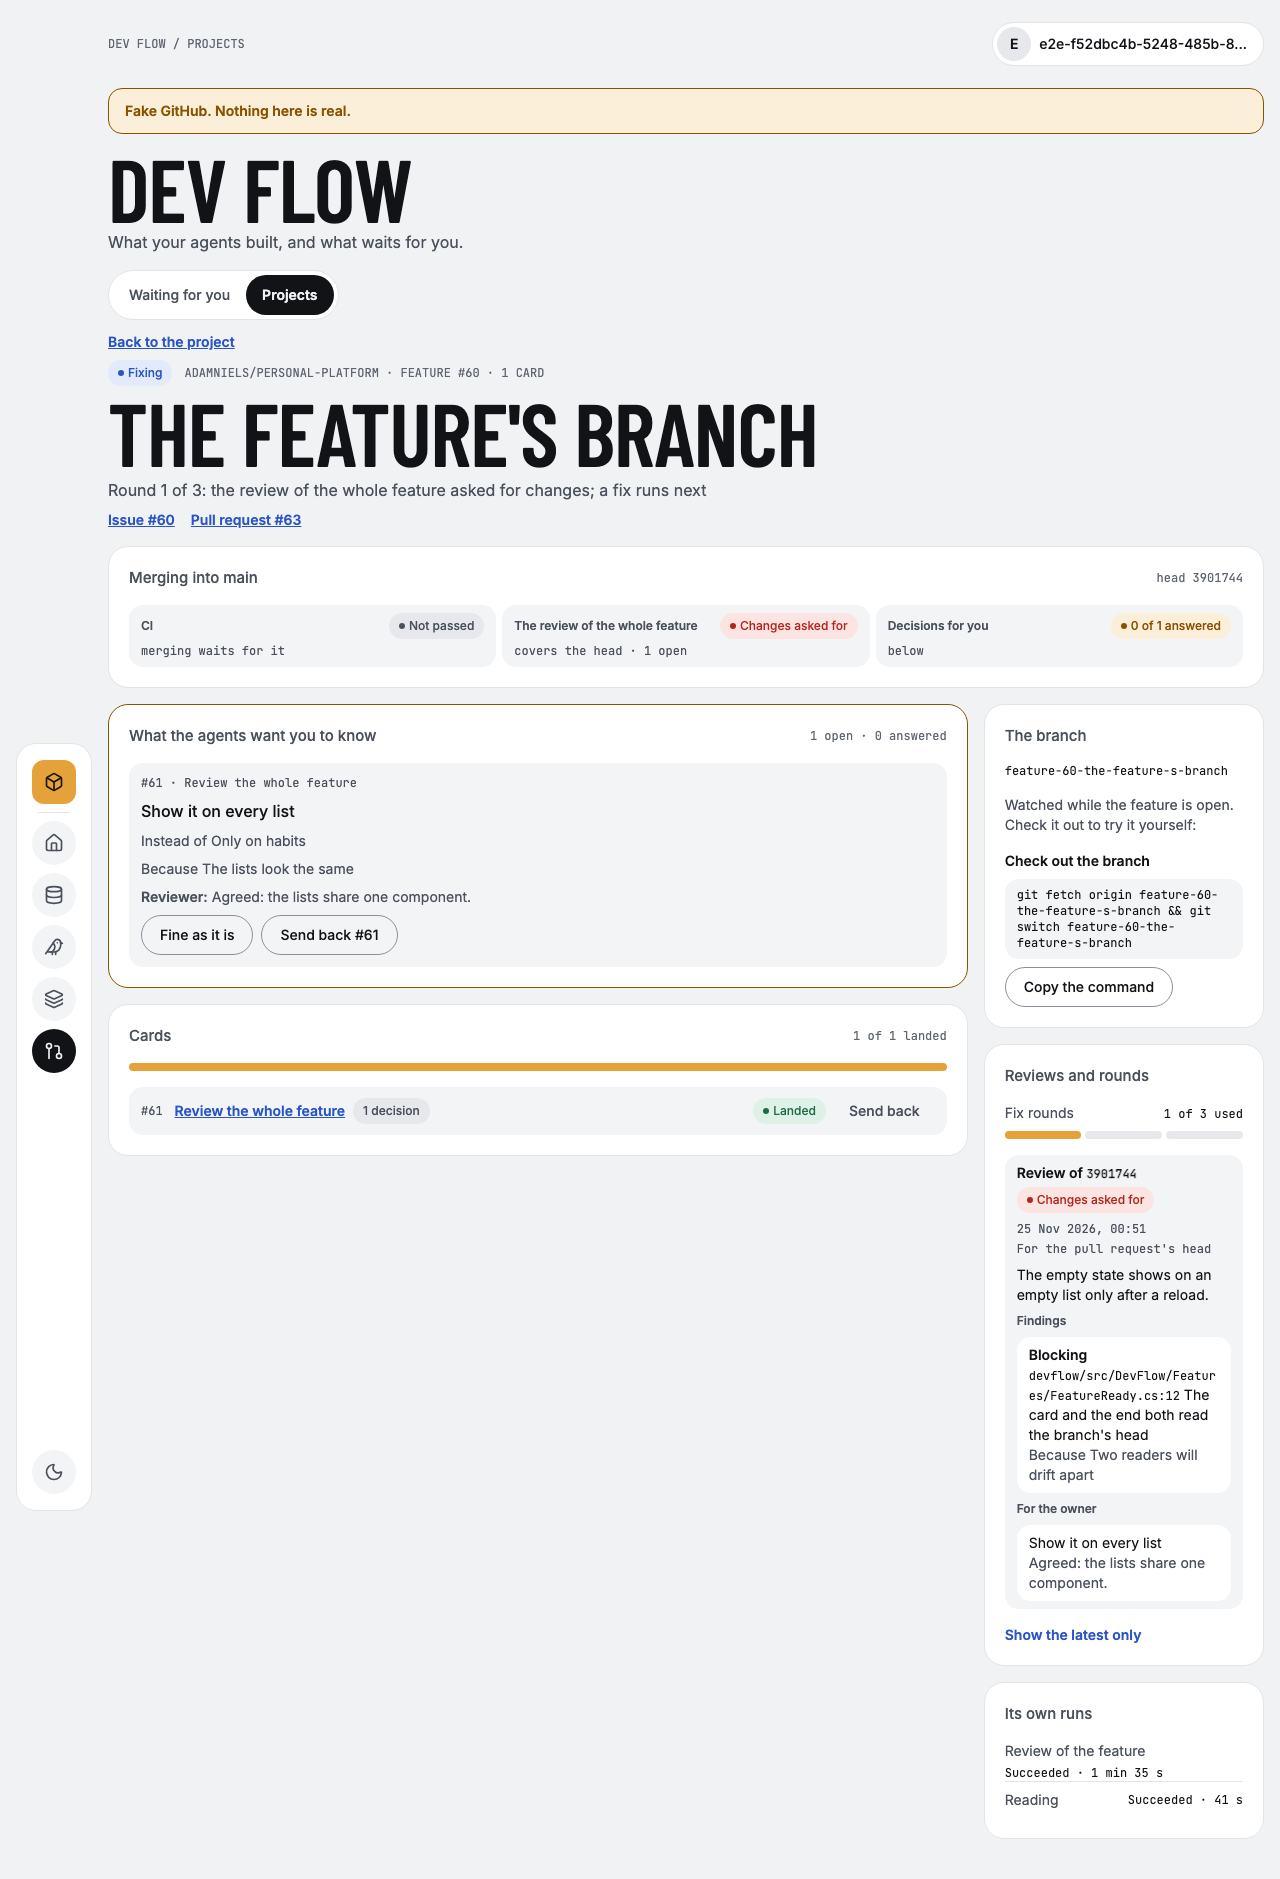 DEV FLOW / PROJECTS
E
e2e-f52dbc4b-5248-485b-8...
Fake GitHub. Nothing here is real.
DEV FLOW
What your agents built, and what waits for you.
Waiting for you
Projects
Back to the project
Fixing
ADAMNIELS/PERSONAL-PLATFORM · FEATURE #60 · 1 CARD
THE FEATURE'S BRANCH
Round 1 of 3: the review of the whole feature asked for changes; a fix runs next
Issue #60
Pull request #63
Merging into main
head 3901744
CI
Not passed
merging waits for it
The review of the whole feature
Changes asked for
covers the head · 1 open
Decisions for you
0 of 1 answered
below
What the agents want you to know
1 open · 0 answered
#61 · Review the whole feature
Show it on every list
Instead of Only on habits
Because The lists look the same
Reviewer: Agreed: the lists share one component.
Fine as it is
Send back #61
Cards
1 of 1 landed
#61
Review the whole feature
1 decision
Landed
Send back
The branch
feature-60-the-feature-s-branch
Watched while the feature is open.
Check it out to try it yourself:
Check out the branch
git fetch origin feature-60-
the-feature-s-branch && git
switch feature-60-the-
feature-s-branch
Copy the command
Reviews and rounds
Fix rounds
1 of 3 used
Review of 3901744
Changes asked for
25 Nov 2026, 00:51
For the pull request's head
The empty state shows on an
empty list only after a reload.
Findings
Blocking
devflow/src/DevFlow/Featur
es/FeatureReady.cs:12 The
card and the end both read
the branch's head
Because Two readers will
drift apart
For the owner
Show it on every list
Agreed: the lists share one
component.
Show the latest only
Its own runs
Review of the feature
Succeeded · 1 min 35 s
Reading
Succeeded · 41 s